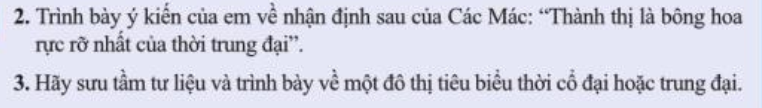 2. Trình bày ý kiến của em về nhận định sau của Các Mác: “Thành thị là bông hoa
rực rỡ nhất của thời trung đại”.
3. Hãy sưu tầm tư liệu và trình bày về một đô thị tiêu biểu thời cổ đại hoặc trung đại.